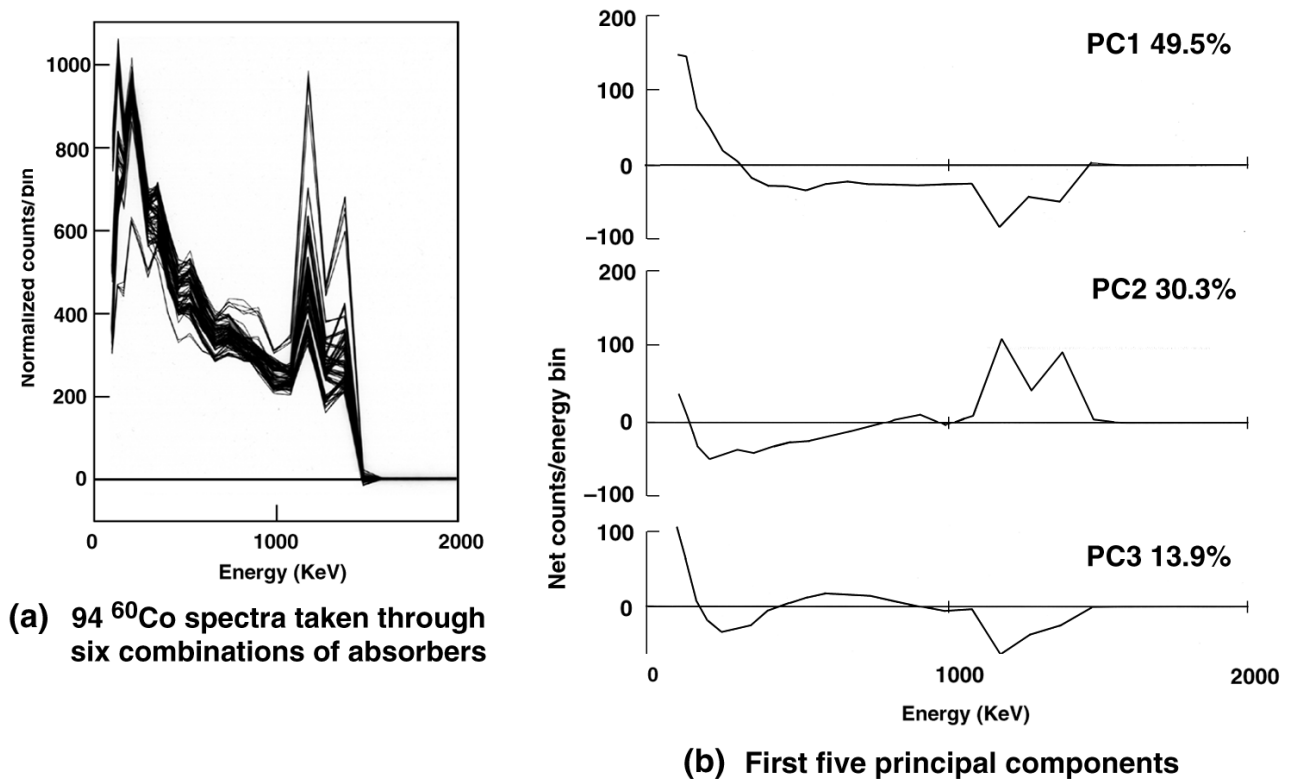 1000
800
600
400
200
0
Normalized counts/bin
0
1000
2000
Energy (KeV)
(a) 94 ⁶⁰Co spectra taken through
six combinations of absorbers
200
100
0
–100
PC1 49.5%
200
100
0
–100
PC2 30.3%
Net counts/energy bin
100
0
PC3 13.9%
0
1000
2000
Energy (KeV)
(b) First five principal components